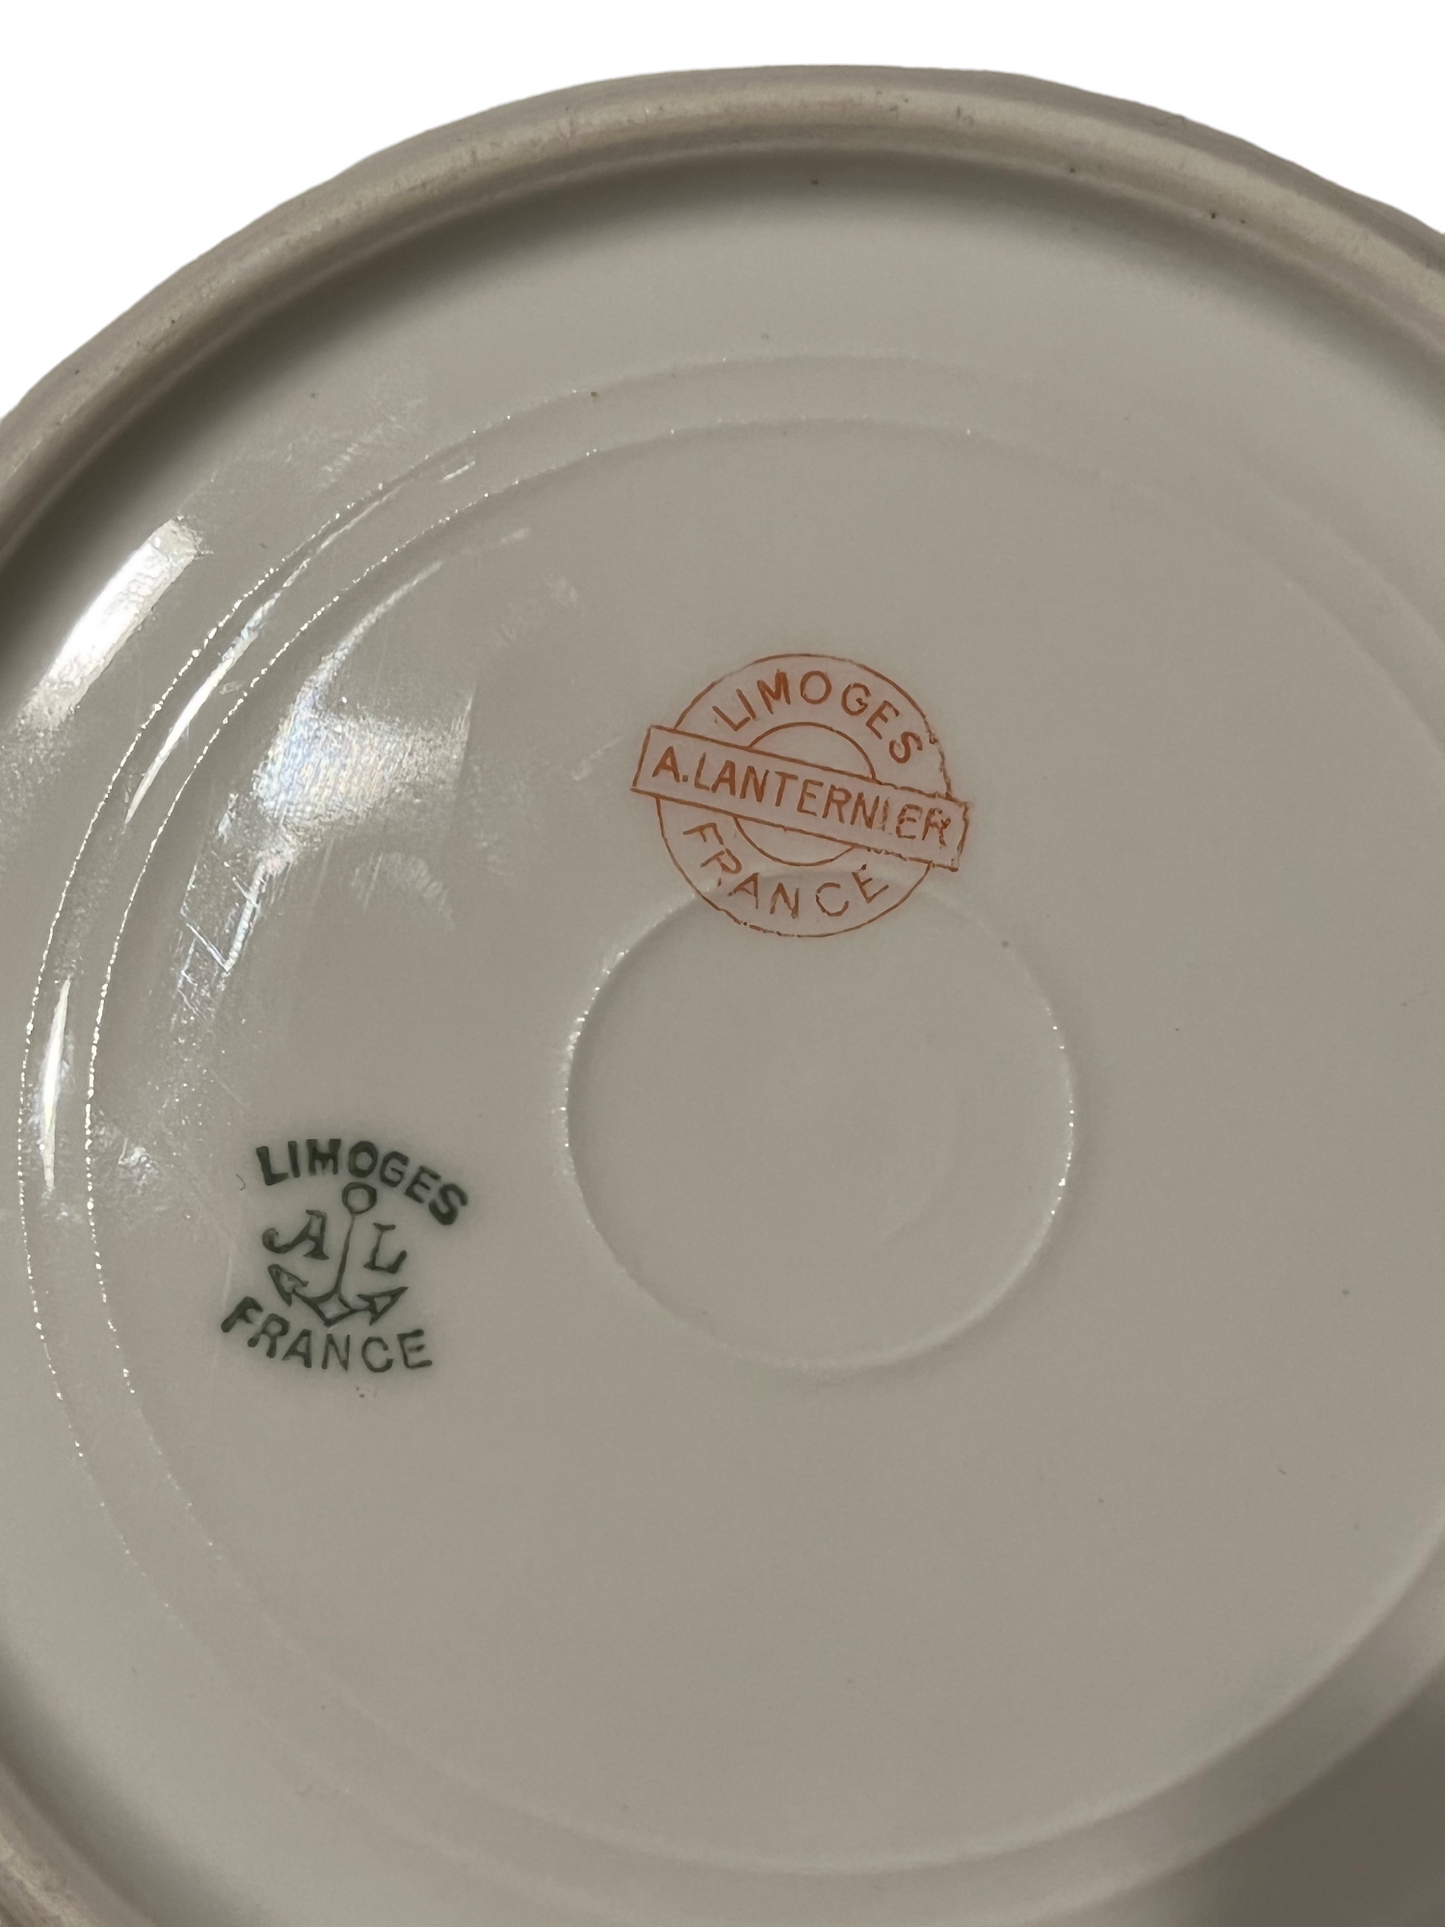 LIMOGES
A. LANTERNIER
FRANCE
LIMOGES
A L
FRANCE